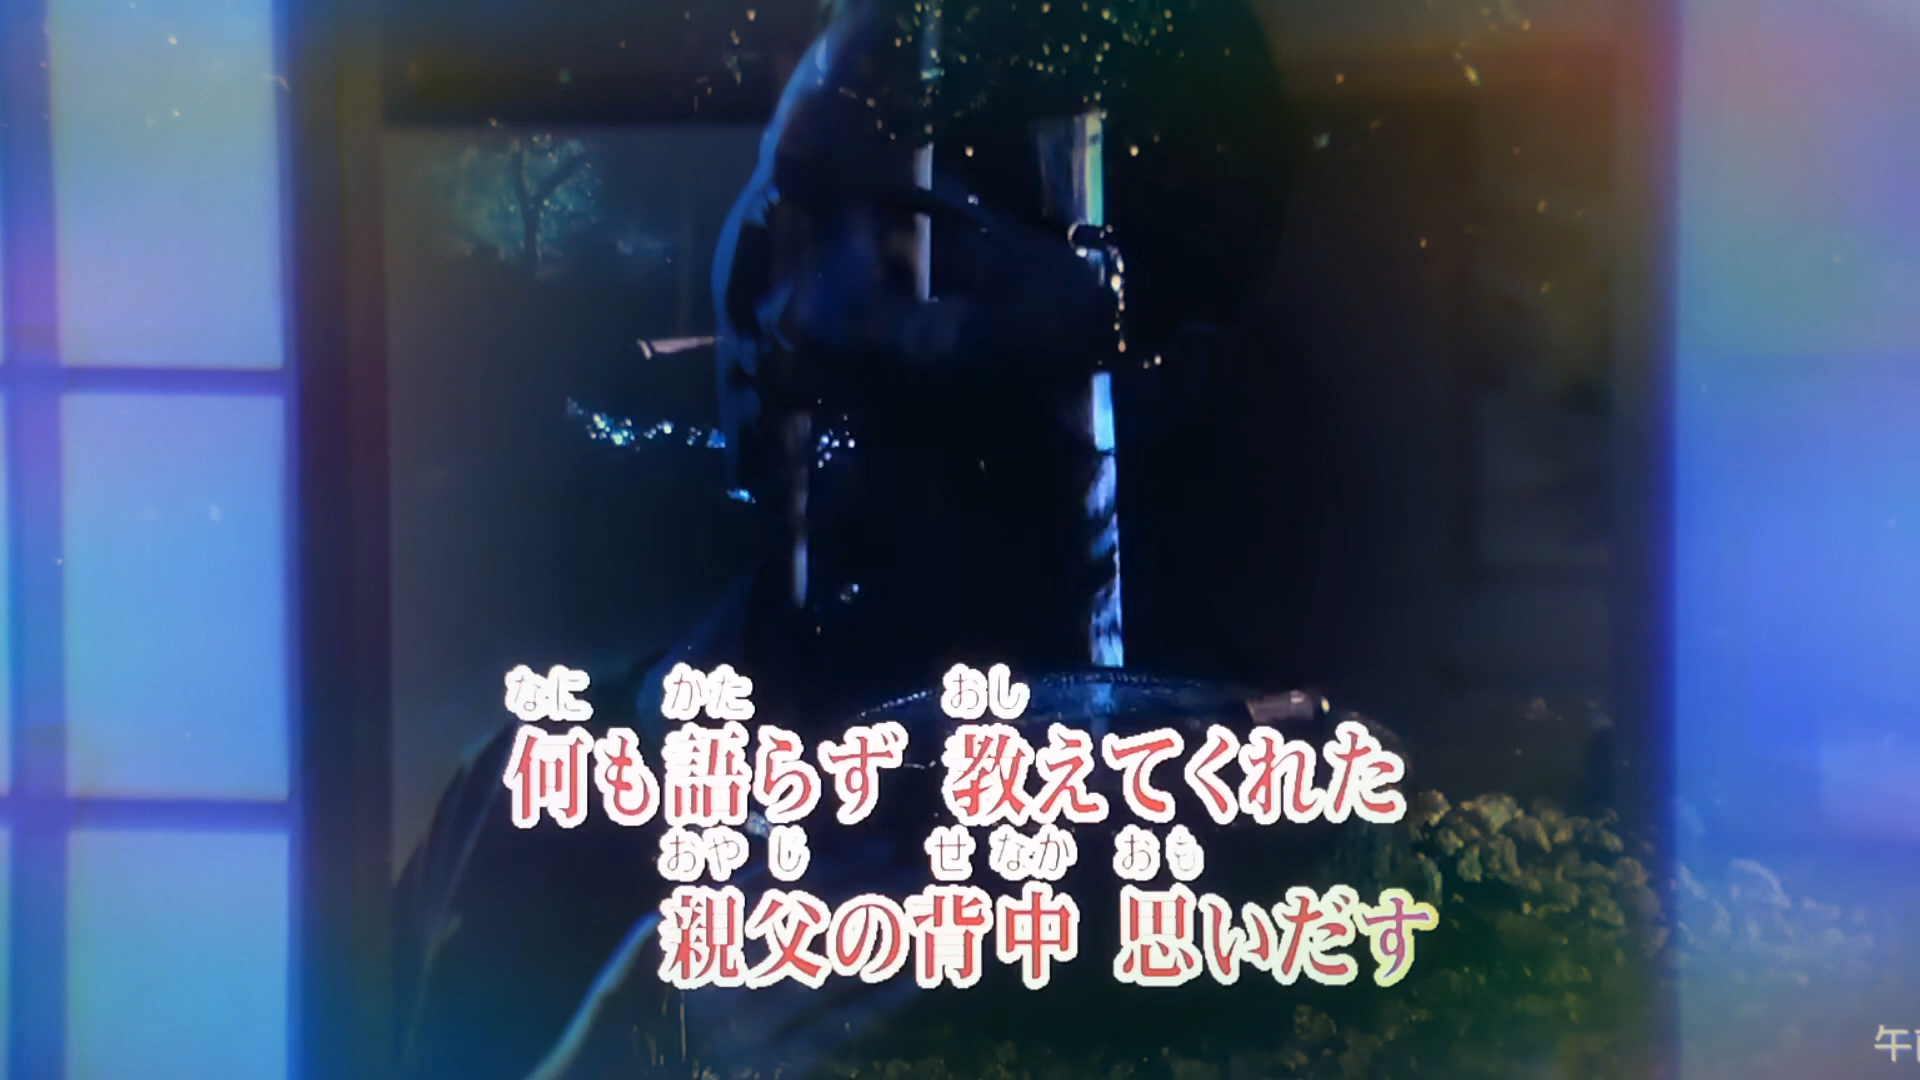 なに かた おし
何も語らず 教えてくれた
おやじ せなか おも
親父の背中 思いだす
午